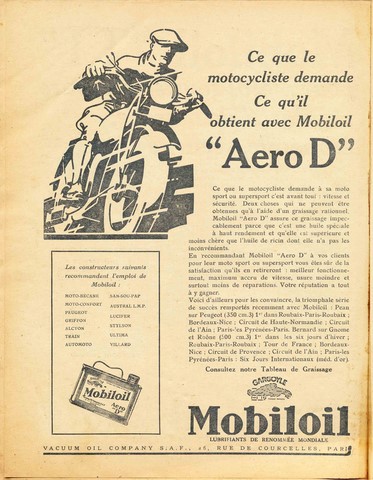 Ce que le
motocycliste demande
Ce qu'il
obtient avec Mobiloil
"Aero D"
Ce que le motocycliste demande à sa moto
sport ou supersport c'est avant tout : vitesse et
sécurité. Deux choses qui ne peuvent être
obtenues qu'à l'aide d'un graissage rationnel.
Mobiloil "Aero D" assure ce graissage impec-
cablement parce que c'est une huile spéciale
à haut rendement et qu'elle est supérieure et
moins chère que l'huile de ricin dont elle n'a pas les
inconvénients.
En recommandant Mobiloil "Aero D" à vos clients
pour leur moto sport ou supersport vous êtes sûr de la
satisfaction qu'ils en retireront : meilleur fonctionne-
ment, maximum accru de vitesse, usure moindre et
surtout moins de réparations. Votre réputation a tout
à y gagner.
Voici d'ailleurs pour les convaincre, la triomphale série
de succès remportés récemment avec Mobiloil : Péan
sur Peugeot (350 cm.3) 1er dans Roubaix-Paris-Roubaix;
Bordeaux-Nice; Circuit de Haute-Normandie; Circuit
de l'Ain; Paris-les Pyrénées-Paris. Bernard sur Gnome
et Rhône (500 cm.3) 1er dans les six jours d'hiver;
Roubaix-Paris-Roubaix; Tour de France; Bordeaux-
Nice; Circuit de Provence; Circuit de l'Ain; Paris-les
Pyrénées-Paris; Six Jours Internationaux (méd. d'or).
Consultez notre Tableau de Graissage
Les constructeurs suivants
recommandent l'emploi de
Mobiloil :
MOTO-BECANE SAN-SOU-PAP
MOTO-CONFORT AUSTRAL L.M.P.
PEUGEOT LUCIFER
GRIFFON STELSON
ALCYON ULTIMA
TRAIN VILLARD
AUTOMOTO
Mobiloil
Aero D
GARGOYLE
Mobiloil
LUBRIFIANTS DE RENOMMÉE MONDIALE
VACUUM OIL COMPANY S.A.F., 46, RUE DE COURCELLES, PARIS